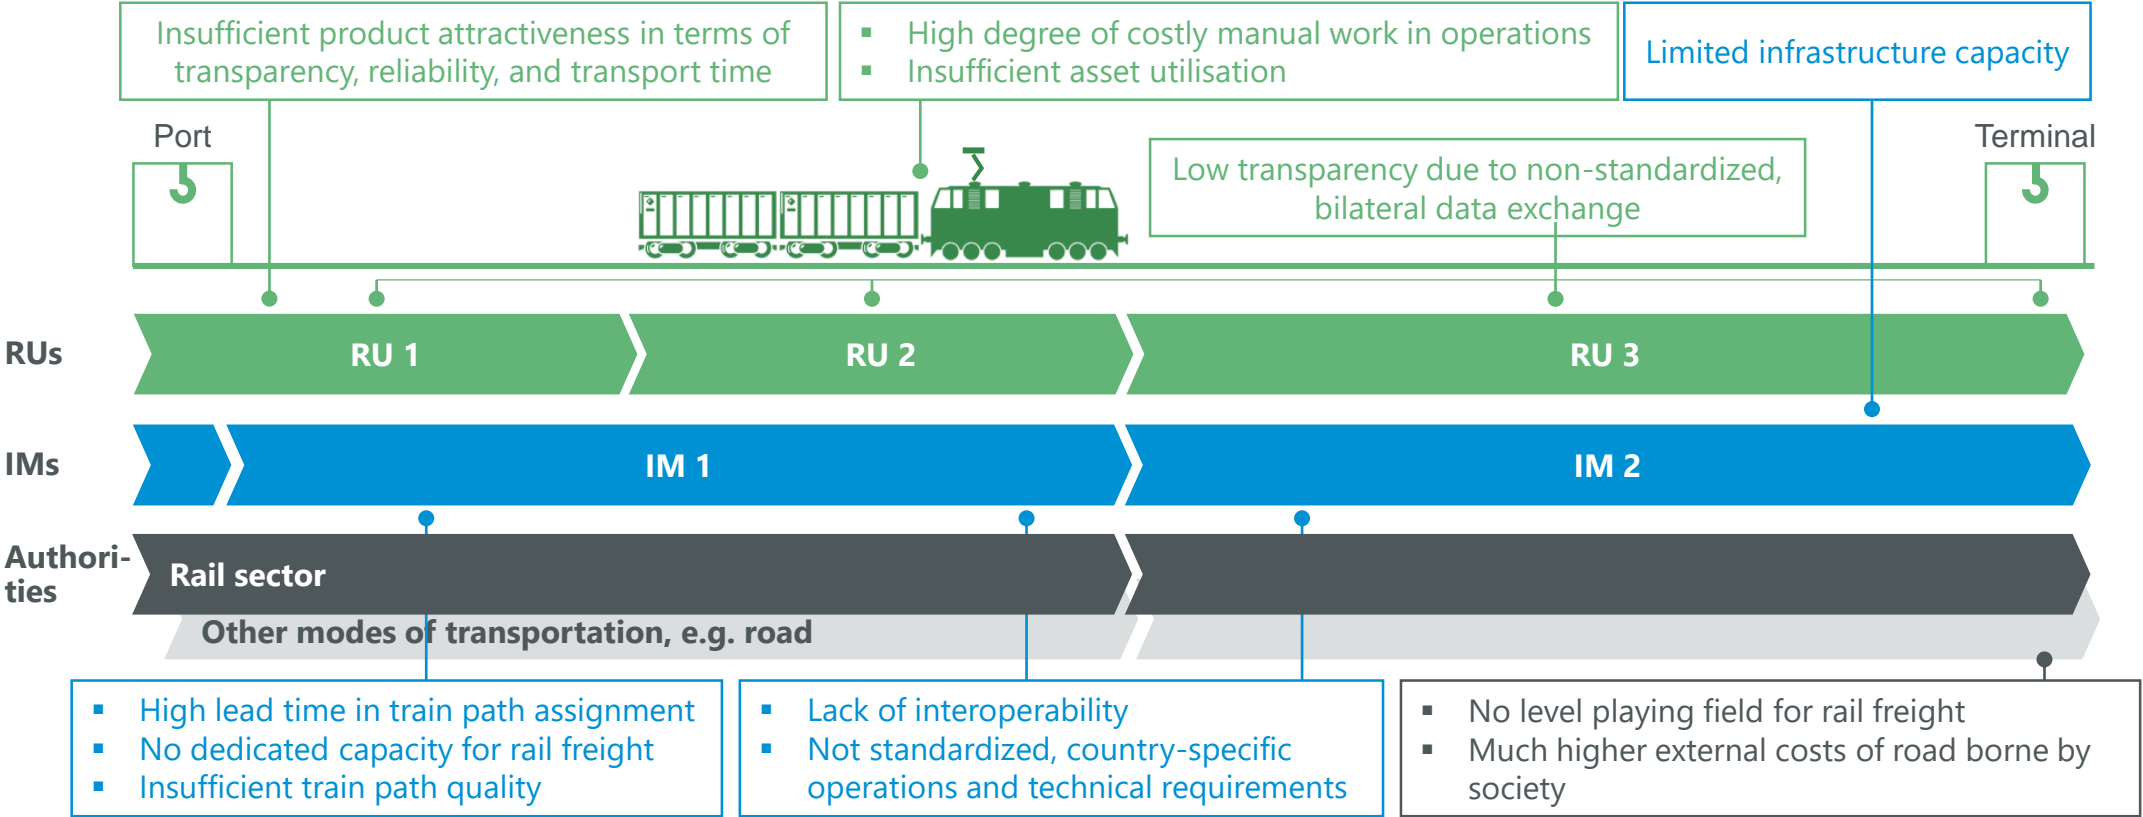 Insufficient product attractiveness in terms of
transparency, reliability, and transport time
▪ High degree of costly manual work in operations
▪ Insufficient asset utilisation
Limited infrastructure capacity
Port
Terminal
Low transparency due to non-standardized,
bilateral data exchange
RUs
RU 1
RU 2
RU 3
IMs
IM 1
IM 2
Authori-
ties
Rail sector
Other modes of transportation, e.g. road
▪ High lead time in train path assignment
▪ No dedicated capacity for rail freight
▪ Insufficient train path quality
▪ Lack of interoperability
▪ Not standardized, country-specific
operations and technical requirements
▪ No level playing field for rail freight
▪ Much higher external costs of road borne by
society